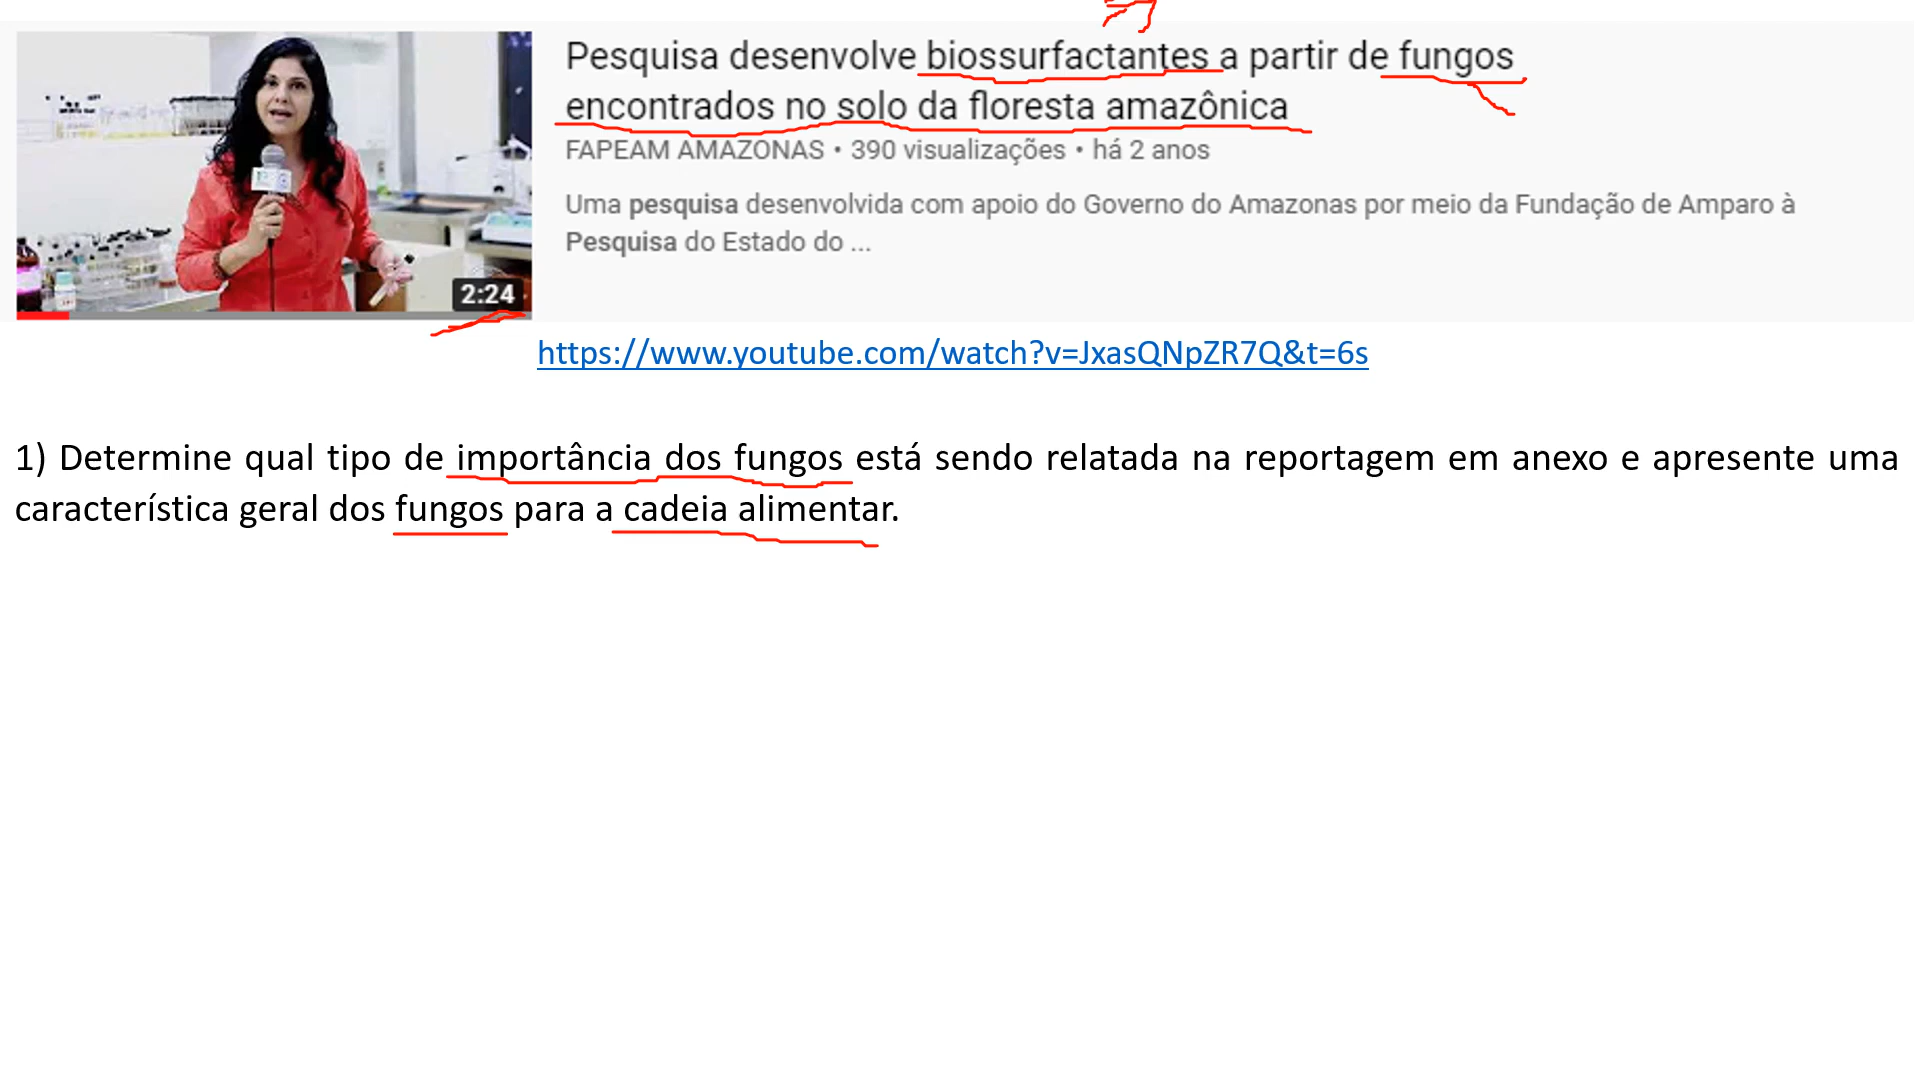 Pesquisa desenvolve biossurfactantes a partir de fungos
encontrados no solo da floresta amazônica
FAPEAM AMAZONAS • 390 visualizações • há 2 anos
Uma pesquisa desenvolvida com apoio do Governo do Amazonas por meio da Fundação de Amparo à
Pesquisa do Estado do ...
2:24
https://www.youtube.com/watch?v=JxasQNpZR7Q&t=6s
1) Determine qual tipo de importância dos fungos está sendo relatada na reportagem em anexo e apresente uma
característica geral dos fungos para a cadeia alimentar.